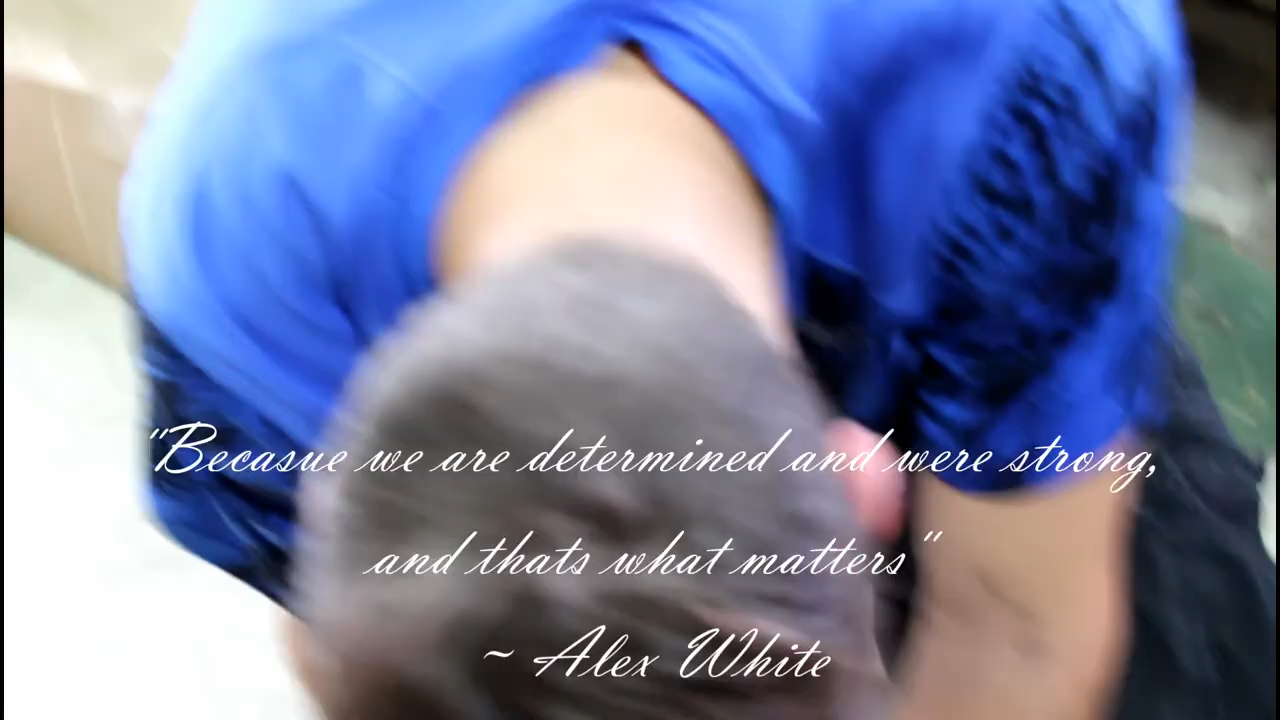 "Becasue we are determined and were strong,
and thats what matters"
~ Alex White